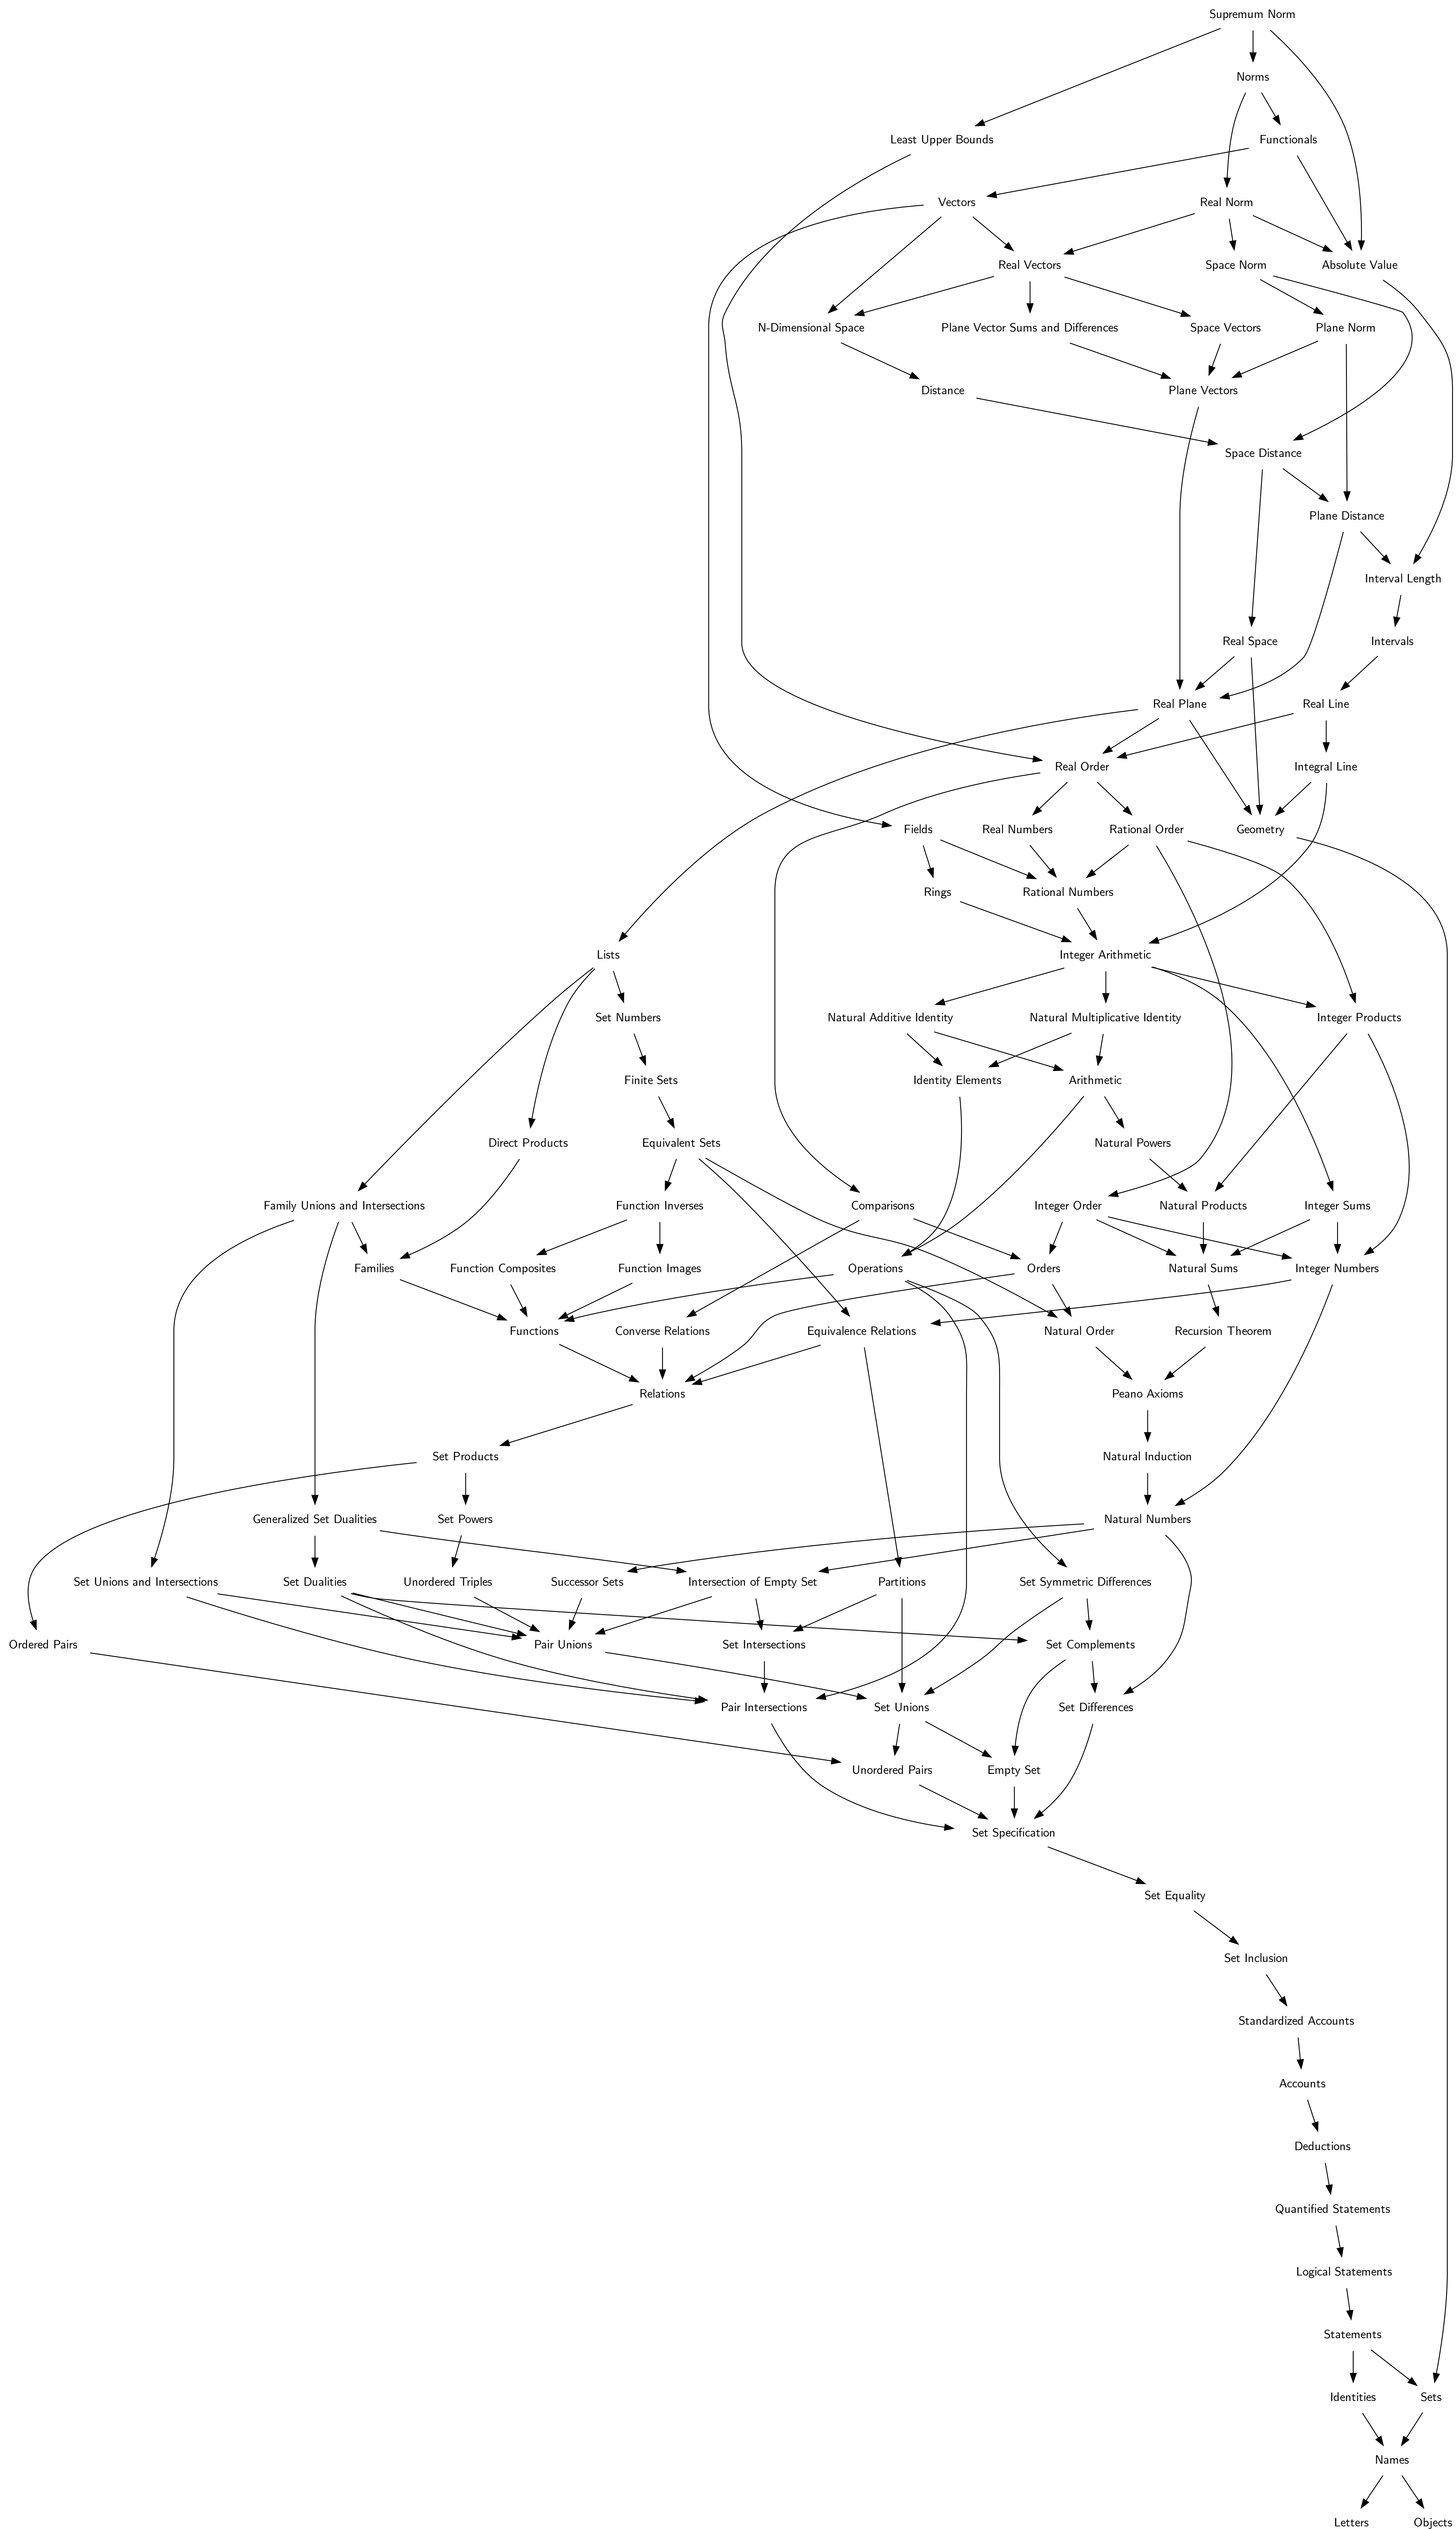 Supremum Norm
Norms
Least Upper Bounds
Functionals
Vectors
Real Norm
Real Vectors
Space Norm
Absolute Value
N-Dimensional Space
Plane Vector Sums and Differences
Space Vectors
Plane Norm
Distance
Plane Vectors
Space Distance
Plane Distance
Interval Length
Real Space
Intervals
Real Plane
Real Line
Real Order
Integral Line
Fields
Real Numbers
Rational Order
Geometry
Rings
Rational Numbers
Lists
Integer Arithmetic
Set Numbers
Natural Additive Identity
Natural Multiplicative Identity
Integer Products
Finite Sets
Identity Elements
Arithmetic
Direct Products
Equivalent Sets
Natural Powers
Family Unions and Intersections
Function Inverses
Comparisons
Integer Order
Natural Products
Integer Sums
Families
Function Composites
Function Images
Operations
Orders
Natural Sums
Integer Numbers
Functions
Converse Relations
Equivalence Relations
Natural Order
Recursion Theorem
Relations
Peano Axioms
Set Products
Natural Induction
Generalized Set Dualities
Set Powers
Natural Numbers
Set Unions and Intersections
Set Dualities
Unordered Triples
Successor Sets
Intersection of Empty Set
Partitions
Set Symmetric Differences
Ordered Pairs
Pair Unions
Set Intersections
Set Complements
Pair Intersections
Set Unions
Set Differences
Unordered Pairs
Empty Set
Set Specification
Set Equality
Set Inclusion
Standardized Accounts
Accounts
Deductions
Quantified Statements
Logical Statements
Statements
Identities
Sets
Names
Letters
Objects